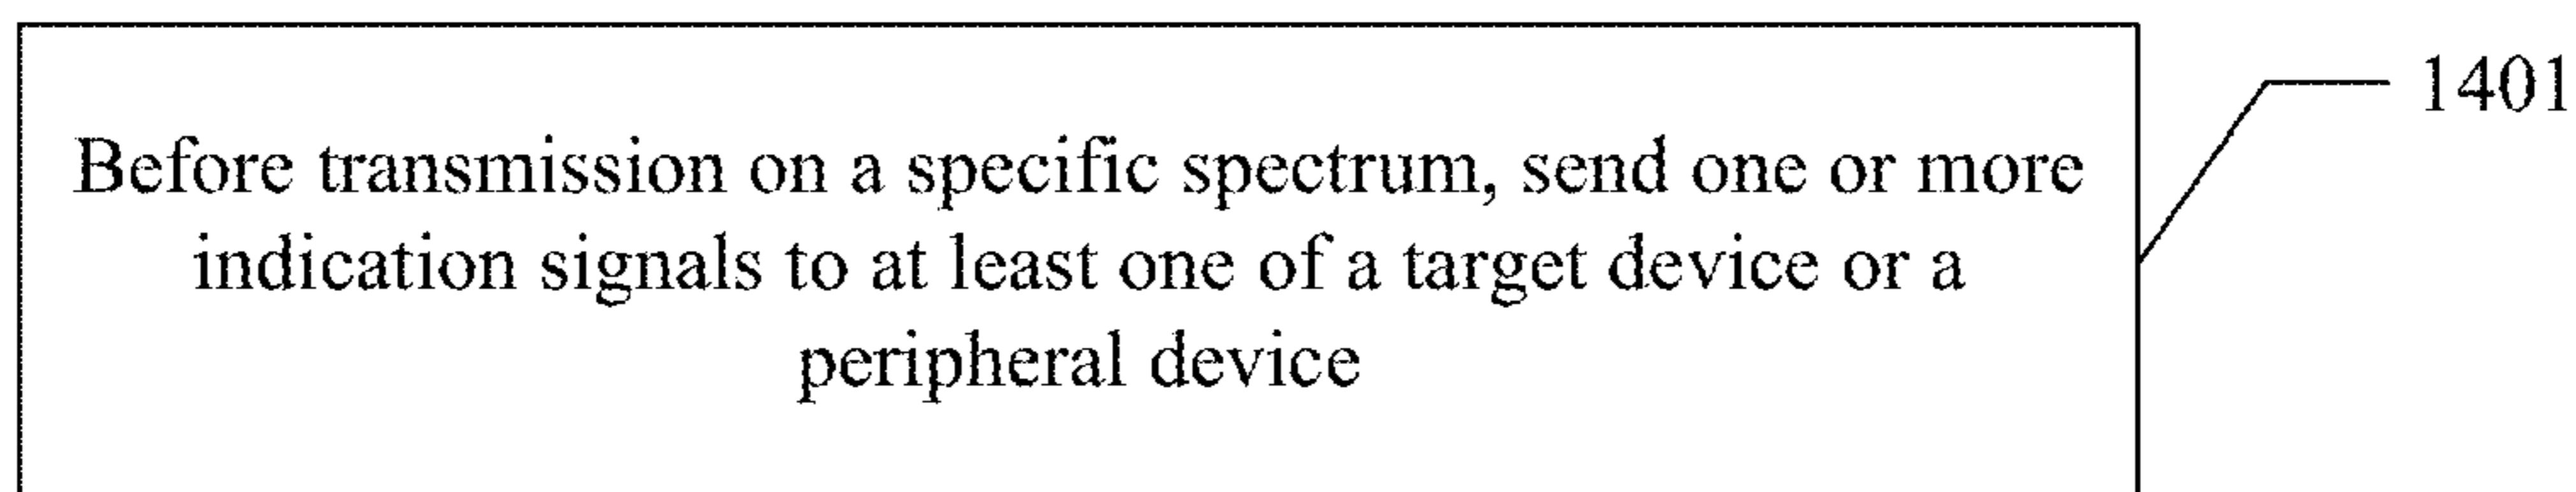 1401
Before transmission on a specific spectrum, send one or more
indication signals to at least one of a target device or a
peripheral device